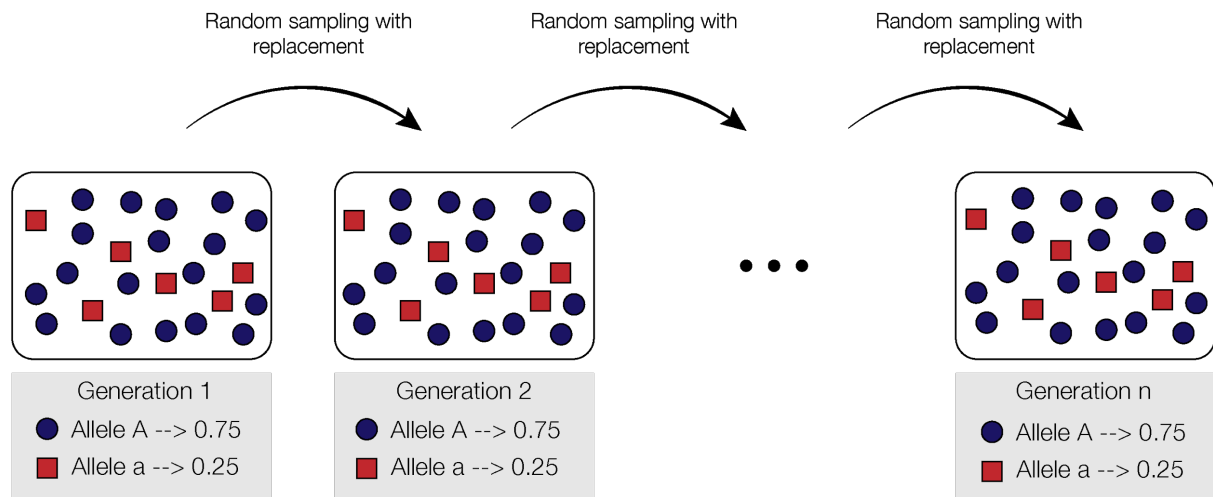 Random sampling with
replacement
Random sampling with
replacement
Random sampling with
replacement
Generation 1
Allele A --> 0.75
Allele a --> 0.25
Generation 2
Allele A --> 0.75
Allele a --> 0.25
Generation n
Allele A --> 0.75
Allele a --> 0.25